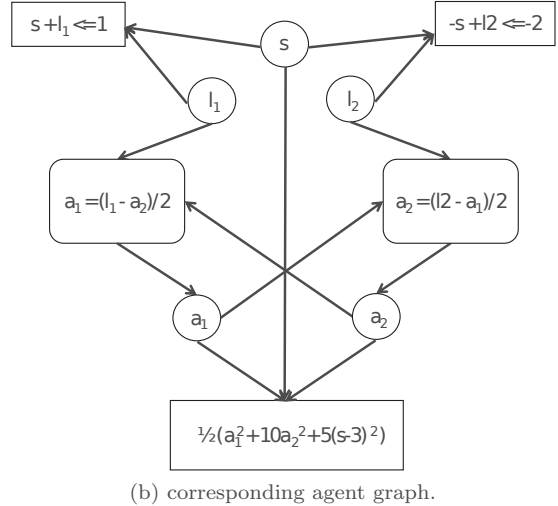 s+l₁<=1
s
-s+l2<=-2
l₁
l₂
a₁=(l₁-a₂)/2
a₂=(l2-a₁)/2
a₁
a₂
½(a₁²+10a₂²+5(s-3)²)
(b) corresponding agent graph.